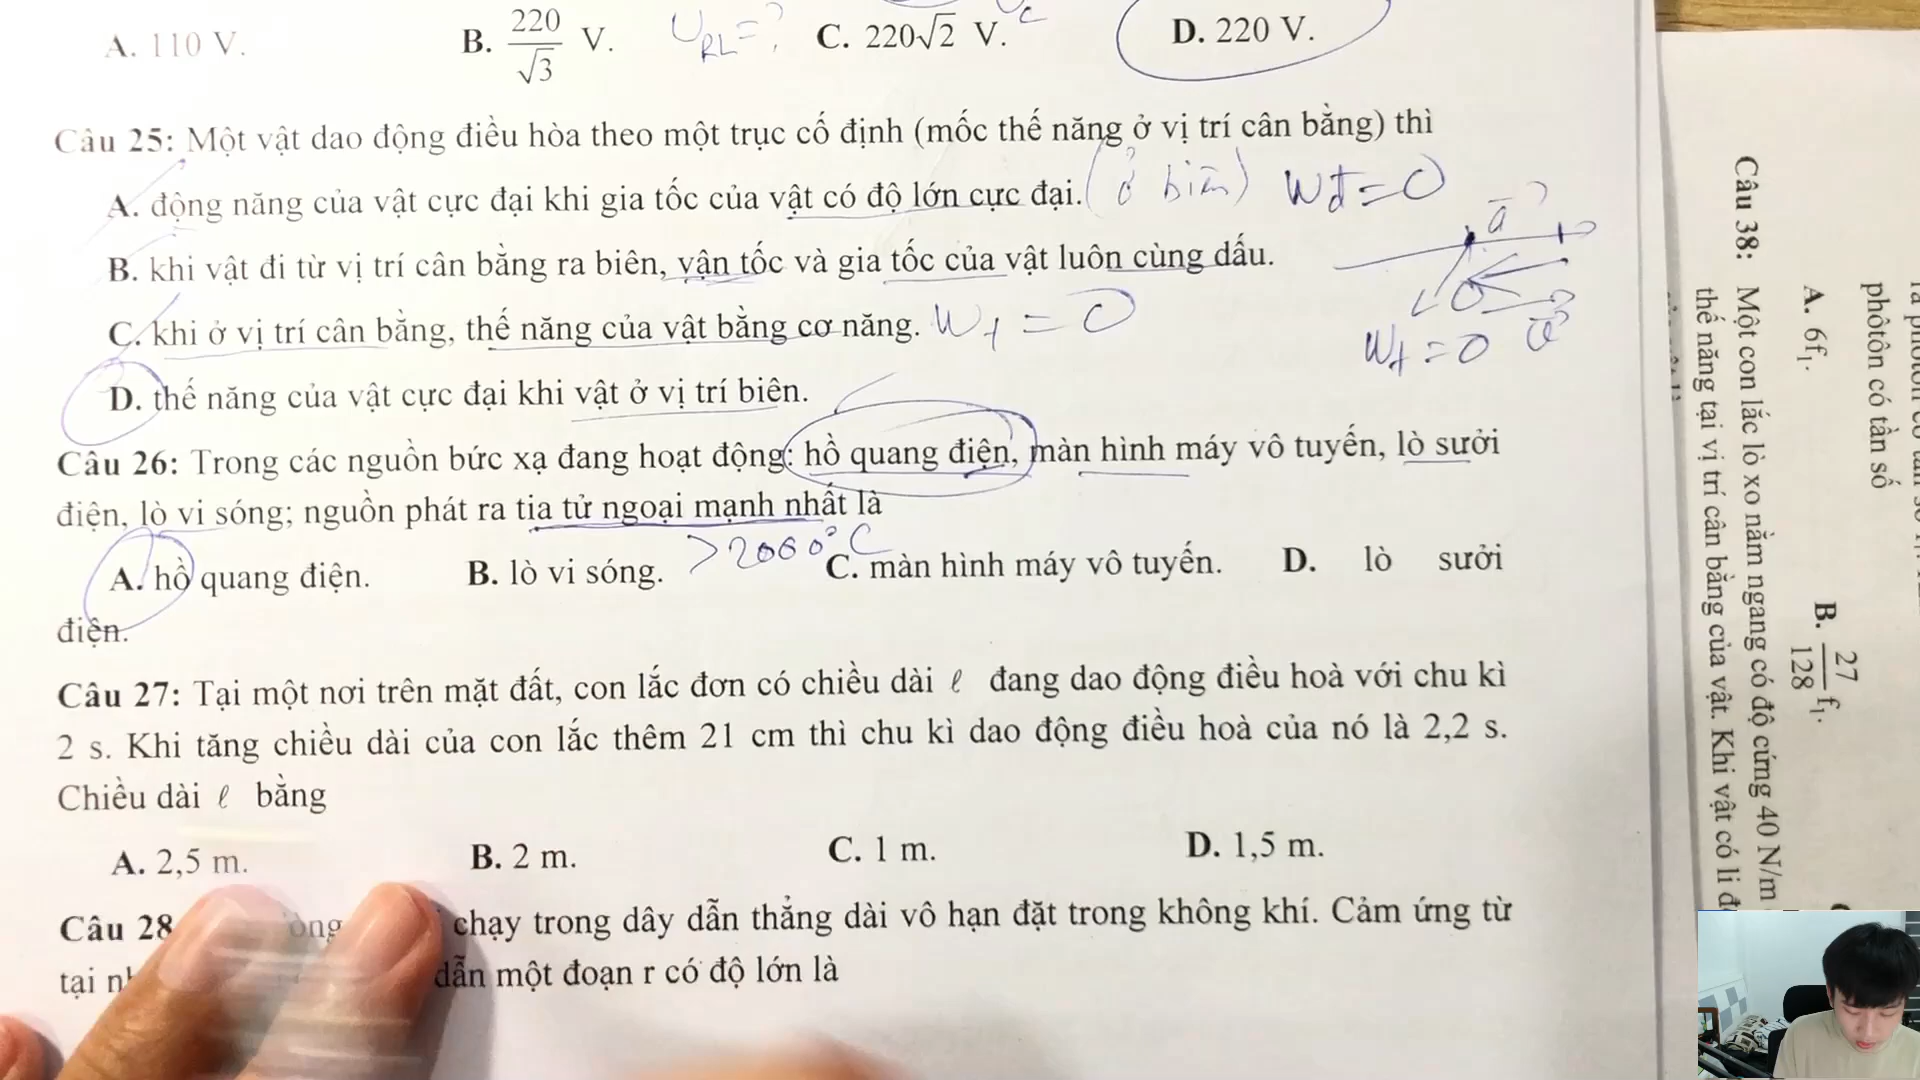 A. 110 V. B. 220/√3 V. U_RL = ? C. 220√2 V. U_C D. 220 V.
Câu 25: Một vật dao động điều hòa theo một trục cố định (mốc thế năng ở vị trí cân bằng) thì
A. động năng của vật cực đại khi gia tốc của vật có độ lớn cực đại. (ở biên) Wđ = 0
B. khi vật đi từ vị trí cân bằng ra biên, vận tốc và gia tốc của vật luôn cùng dấu.
C. khi ở vị trí cân bằng, thế năng của vật bằng cơ năng. Wt = 0
Wt = 0
D. thế năng của vật cực đại khi vật ở vị trí biên.
Câu 26: Trong các nguồn bức xạ đang hoạt động: hồ quang điện, màn hình máy vô tuyến, lò sưởi
điện, lò vi sóng; nguồn phát ra tia tử ngoại mạnh nhất là
> 2000°C
A. hồ quang điện. B. lò vi sóng. C. màn hình máy vô tuyến. D. lò sưởi
điện.
Câu 27: Tại một nơi trên mặt đất, con lắc đơn có chiều dài ℓ đang dao động điều hoà với chu kì
2 s. Khi tăng chiều dài của con lắc thêm 21 cm thì chu kì dao động điều hoà của nó là 2,2 s.
Chiều dài ℓ bằng
A. 2,5 m. B. 2 m. C. 1 m. D. 1,5 m.
Câu 28 chạy trong dây dẫn thẳng dài vô hạn đặt trong không khí. Cảm ứng từ
tại dẫn một đoạn r có độ lớn là
phôtôn có tần số
A. 6f₁. B. 27/128 f₁.
Câu 38: Một con lắc lò xo nằm ngang có độ cứng 40 N/m
thế năng tại vị trí cân bằng của vật. Khi vật có li